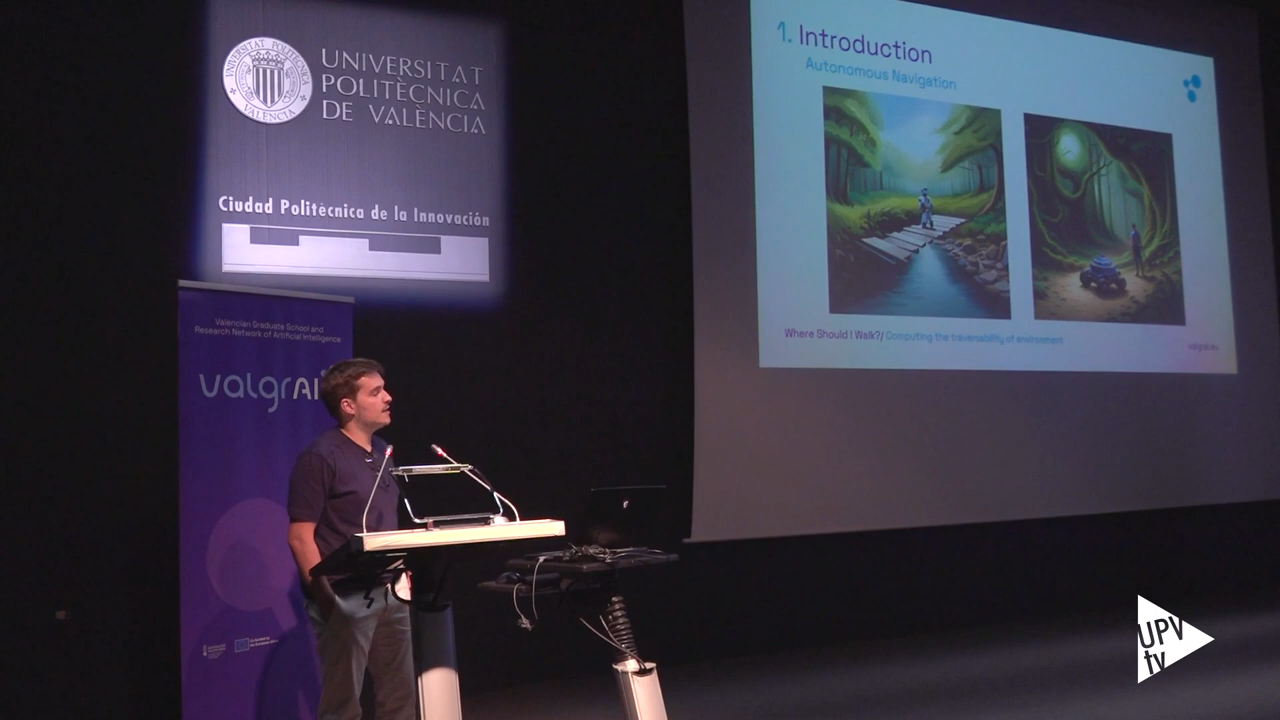 UNIVERSITAT
POLITÈCNICA
DE VALÈNCIA
Ciudad Politécnica de la Innovación
Valencian Graduate School and
Research Network of Artificial Intelligence
valgrAI
1. Introduction
Autonomous Navigation
Where Should I Walk?/ Computing the traversability of environment
UPV
tv